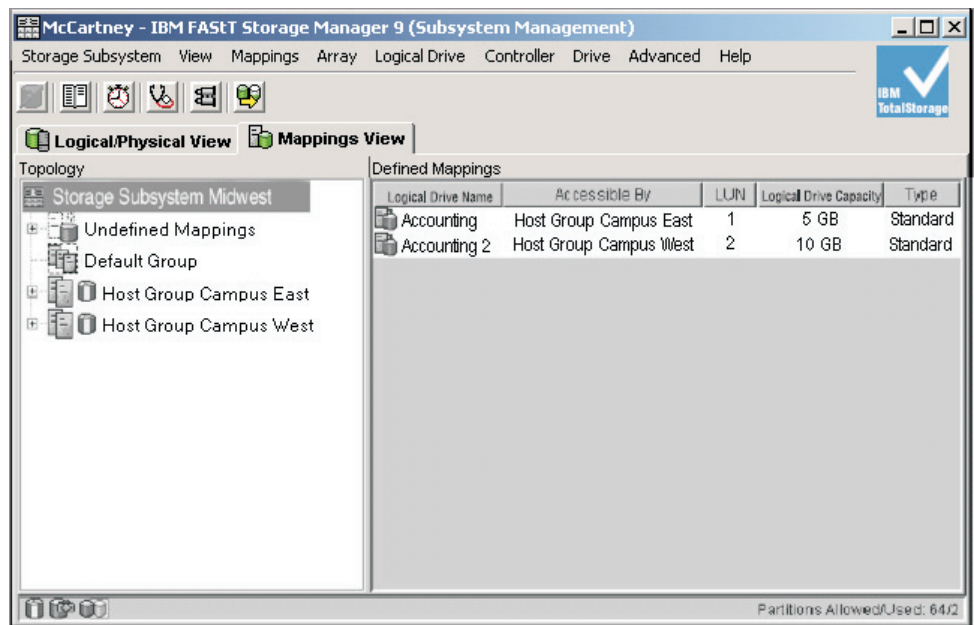 McCartney - IBM FAStT Storage Manager 9 (Subsystem Management)
Storage Subsystem View Mappings Array Logical Drive Controller Drive Advanced Help
IBM
TotalStorage
Logical/Physical View Mappings View
Topology
Defined Mappings
Storage Subsystem Midwest
Undefined Mappings
Default Group
Host Group Campus East
Host Group Campus West
Logical Drive Name Accessible By LUN Logical Drive Capacity Type
Accounting Host Group Campus East 1 5 GB Standard
Accounting 2 Host Group Campus West 2 10 GB Standard
Partitions Allowed/Used: 64/2